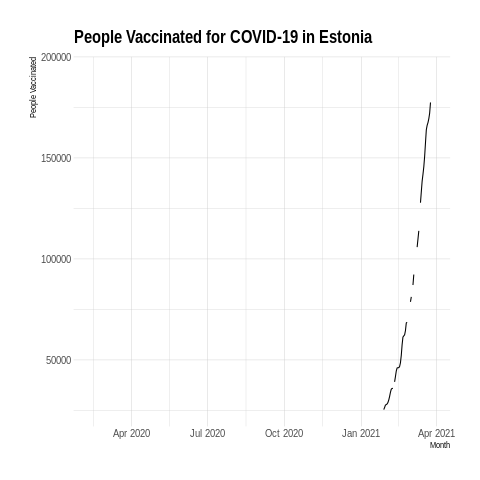 People Vaccinated for COVID-19 in Estonia
People Vaccinated
200000
150000
100000
50000
Apr 2020
Jul 2020
Oct 2020
Jan 2021
Apr 2021
Month